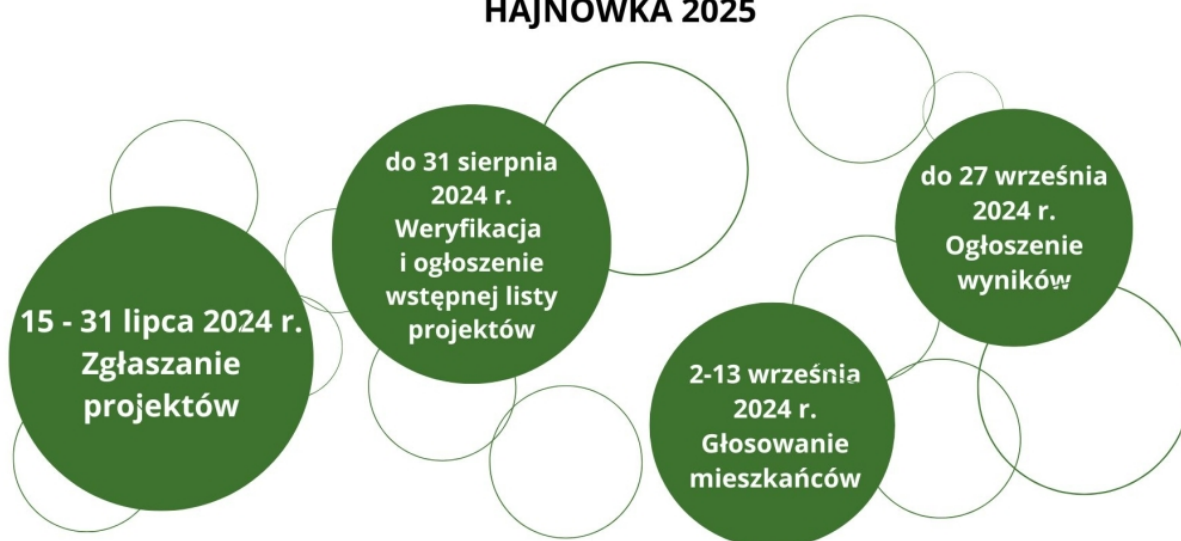 HAJNÓWKA 2025
15 - 31 lipca 2024 r.
Zgłaszanie
projektów
do 31 sierpnia
2024 r.
Weryfikacja
i ogłoszenie
wstępnej listy
projektów
2-13 września
2024 r.
Głosowanie
mieszkańców
do 27 września
2024 r.
Ogłoszenie
wyników